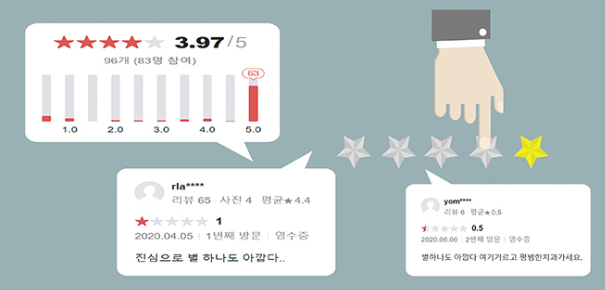 3.97/5
96개 (83명 참여)
63
1.0 2.0 3.0 4.0 5.0
rla****
리뷰 65 · 사진 4 · 평균★4.4
1
2020.04.05 | 1번째 방문 | 영수증
진심으로 별 하나도 아깝다..
yom****
리뷰 6 · 평균★0.5
0.5
2020.06.06 | 2번째 방문 | 영수증
별하나도 아깝다 여기거르고 평범한치과가세요.